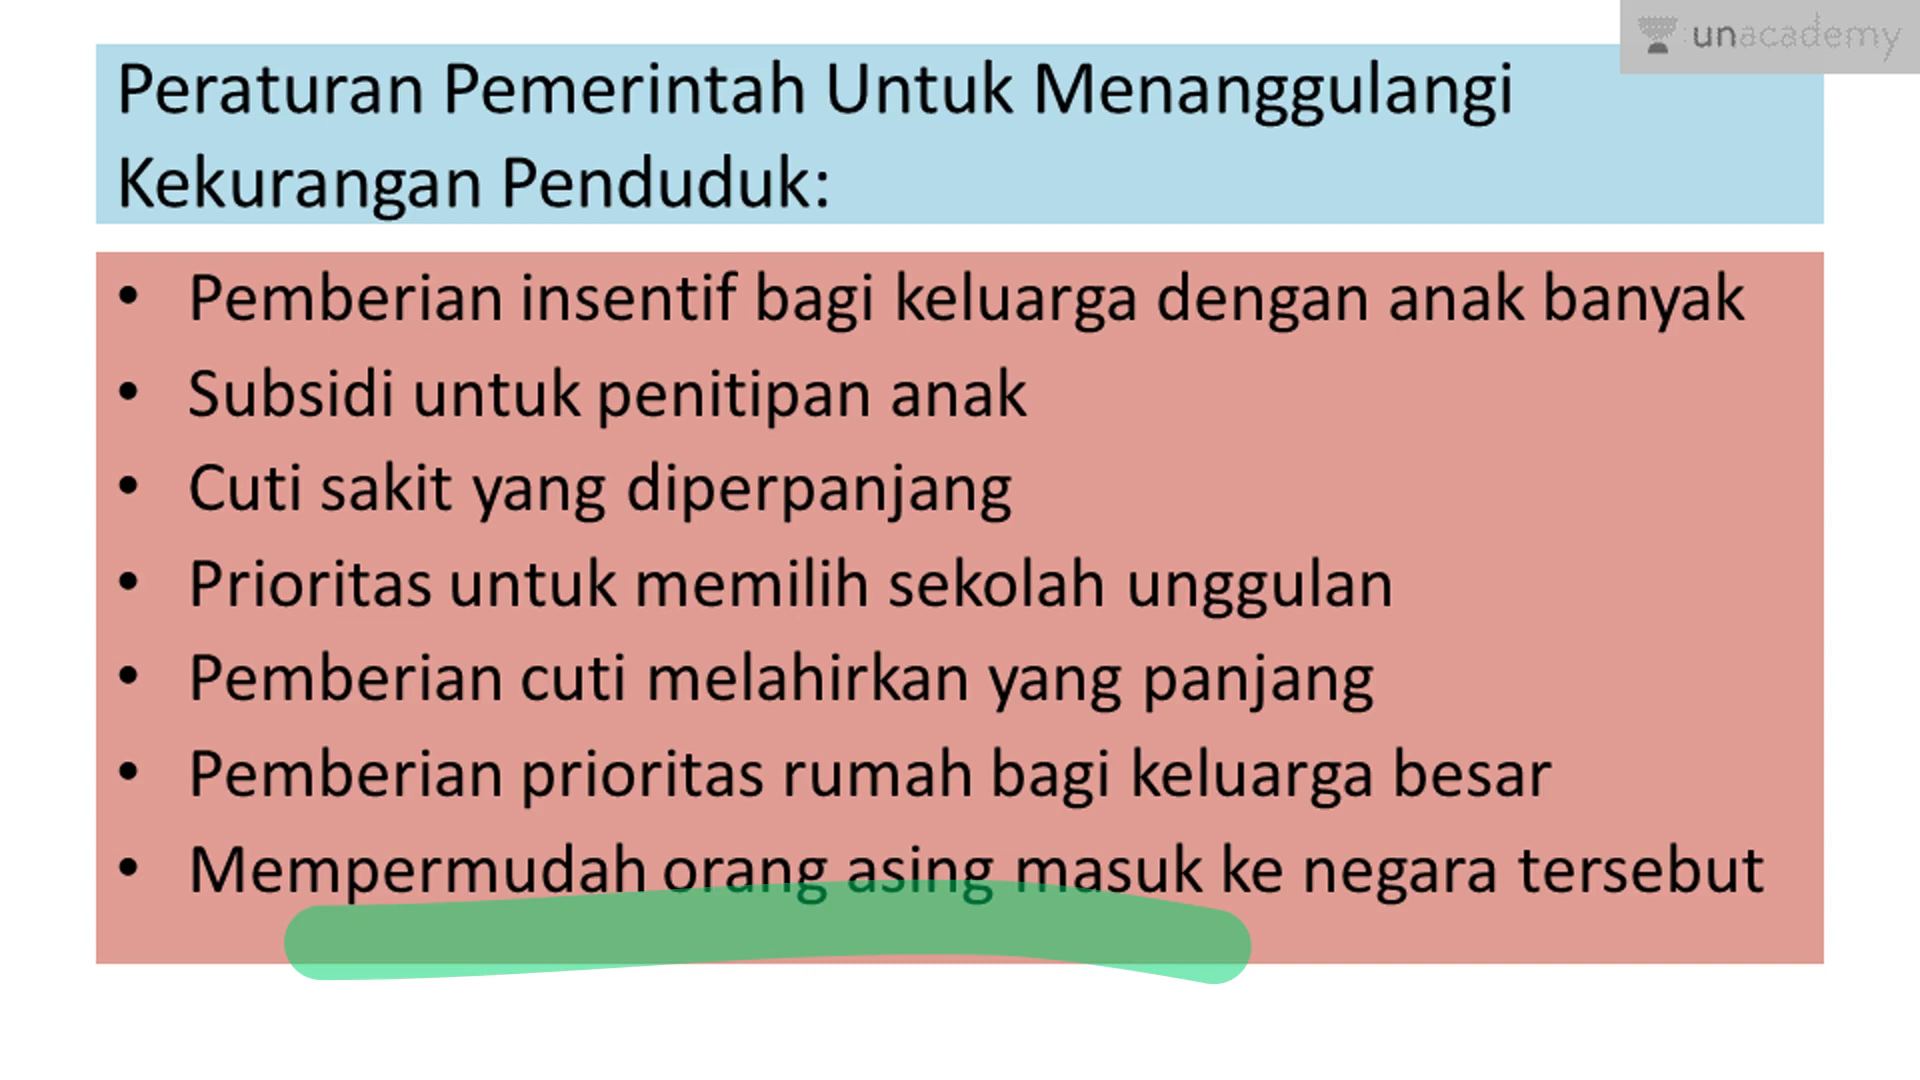 unacademy
Peraturan Pemerintah Untuk Menanggulangi
Kekurangan Penduduk:
• Pemberian insentif bagi keluarga dengan anak banyak
• Subsidi untuk penitipan anak
• Cuti sakit yang diperpanjang
• Prioritas untuk memilih sekolah unggulan
• Pemberian cuti melahirkan yang panjang
• Pemberian prioritas rumah bagi keluarga besar
• Mempermudah orang asing masuk ke negara tersebut